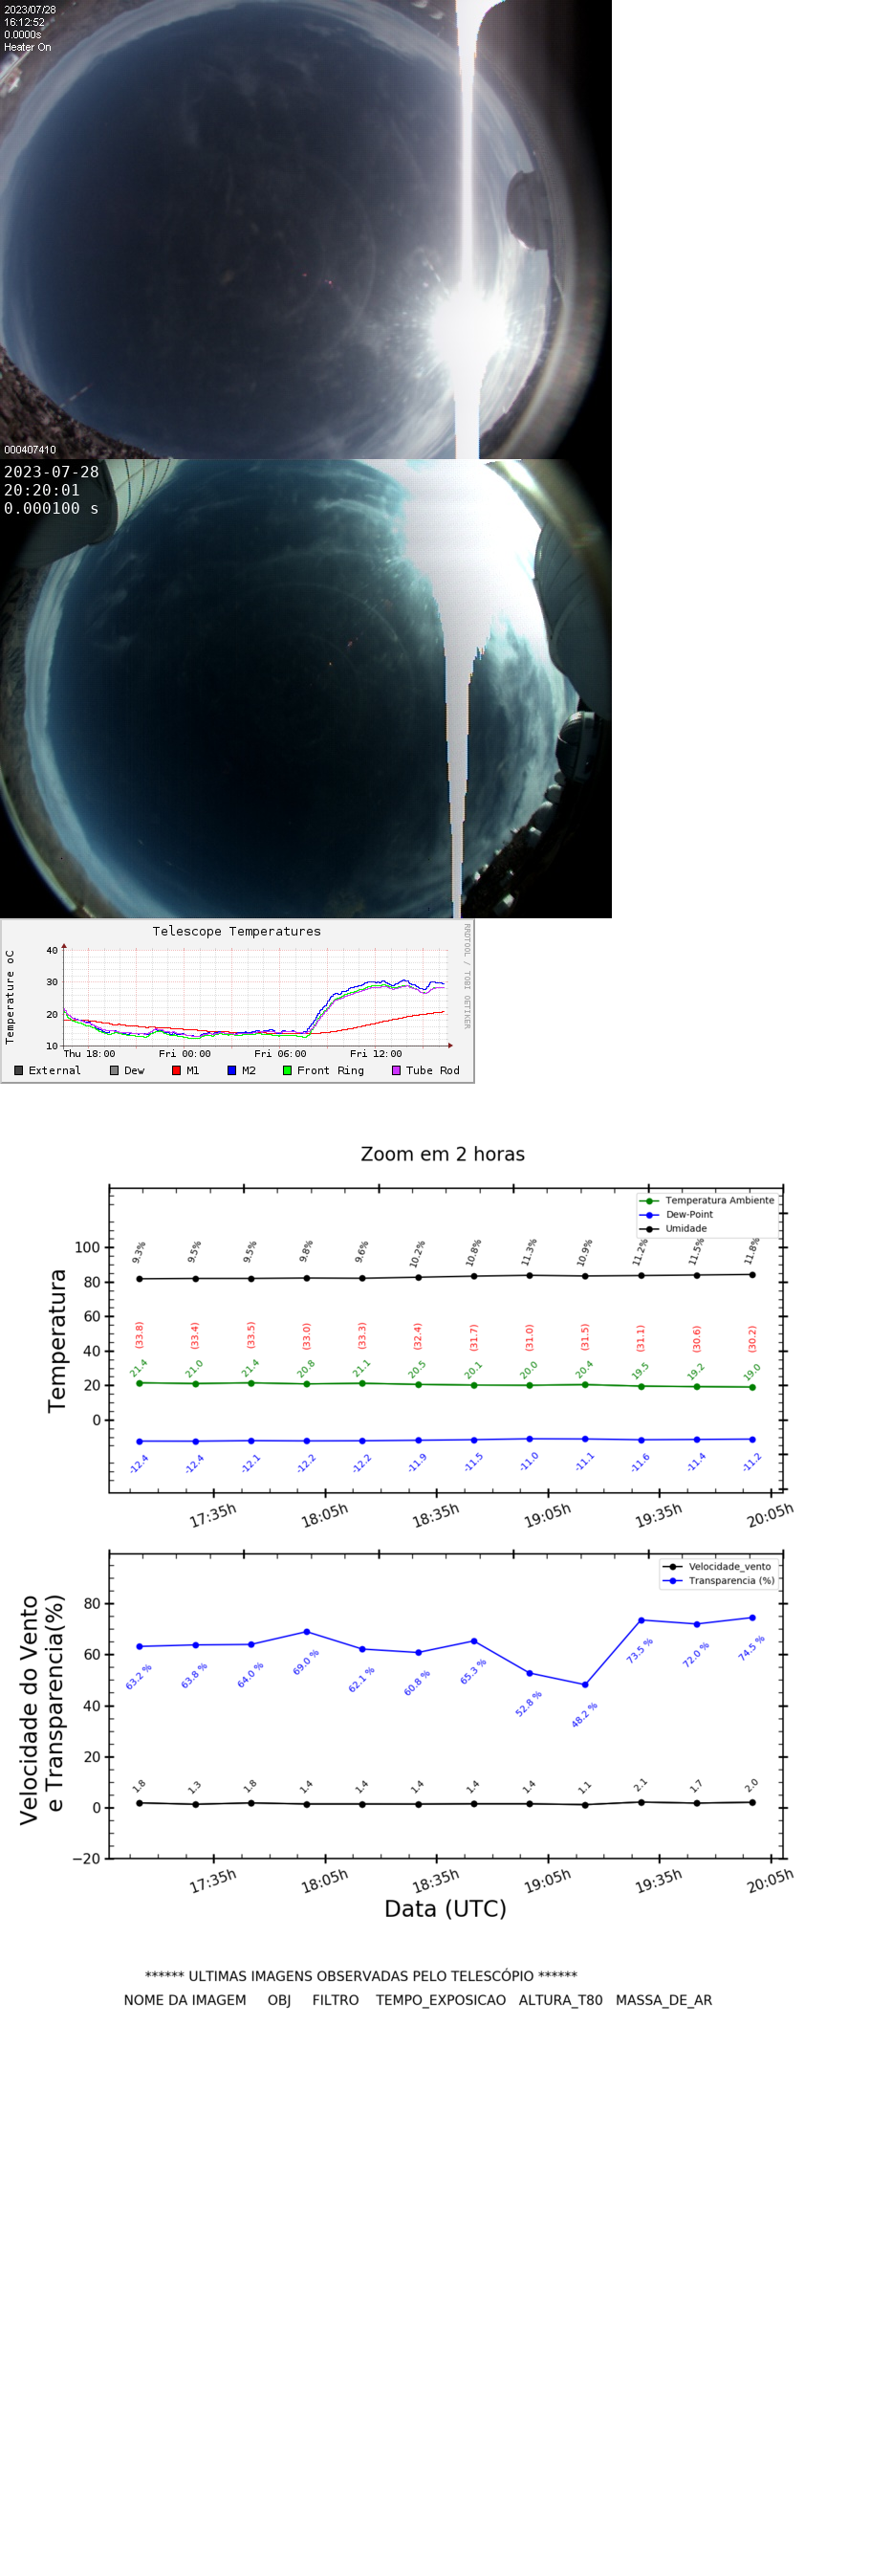 2023/07/28
16:12:52
0.0000s
Heater On
000407410
2023-07-28
20:20:01
0.000100 s
Telescope Temperatures
RRDTOOL / TOBI OETIKER
Temperature oC
40
30
20
10
Thu 18:00 Fri 00:00 Fri 06:00 Fri 12:00
External Dew M1 M2 Front Ring Tube Rod
Zoom em 2 horas
Temperatura Ambiente
Dew-Point
Umidade
Temperatura
100
80
60
40
20
0
9.3% 9.5% 9.5% 9.8% 9.6% 10.2% 10.8% 11.3% 10.9% 11.2% 11.5% 11.8%
(33.8) (33.4) (33.5) (33.0) (33.3) (32.4) (31.7) (31.0) (31.5) (31.1) (30.6) (30.2)
21.4 21.0 21.4 20.8 21.1 20.5 20.1 20.0 20.4 19.5 19.2 19.0
-12.4 -12.4 -12.1 -12.2 -12.2 -11.9 -11.5 -11.0 -11.1 -11.6 -11.4 -11.2
17:35h 18:05h 18:35h 19:05h 19:35h 20:05h
Velocidade_vento
Transparencia (%)
Velocidade do Vento
e Transparencia(%)
80
60
40
20
0
−20
63.2 % 63.8 % 64.0 % 69.0 % 62.1 % 60.8 % 65.3 % 52.8 % 48.2 % 73.5 % 72.0 % 74.5 %
1.8 1.3 1.8 1.4 1.4 1.4 1.4 1.4 1.1 2.1 1.7 2.0
17:35h 18:05h 18:35h 19:05h 19:35h 20:05h
Data (UTC)
****** ULTIMAS IMAGENS OBSERVADAS PELO TELESCÓPIO ******
NOME DA IMAGEM OBJ FILTRO TEMPO_EXPOSICAO ALTURA_T80 MASSA_DE_AR